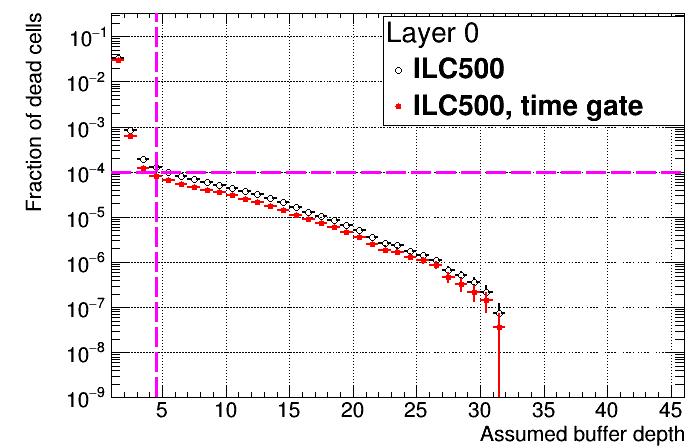 Fraction of dead cells
10⁻¹
10⁻²
10⁻³
10⁻⁴
10⁻⁵
10⁻⁶
10⁻⁷
10⁻⁸
10⁻⁹
Layer 0
ILC500
ILC500, time gate
5 10 15 20 25 30 35 40 45
Assumed buffer depth